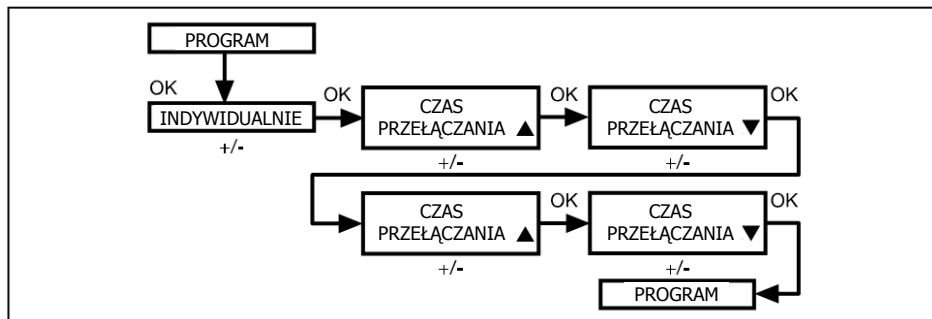 PROGRAM
OK
INDYWIDUALNIE
+/-
OK
CZAS
PRZEŁĄCZANIA ▲
+/-
OK
CZAS
PRZEŁĄCZANIA ▼
+/-
OK
CZAS
PRZEŁĄCZANIA ▲
+/-
OK
CZAS
PRZEŁĄCZANIA ▼
+/-
OK
PROGRAM